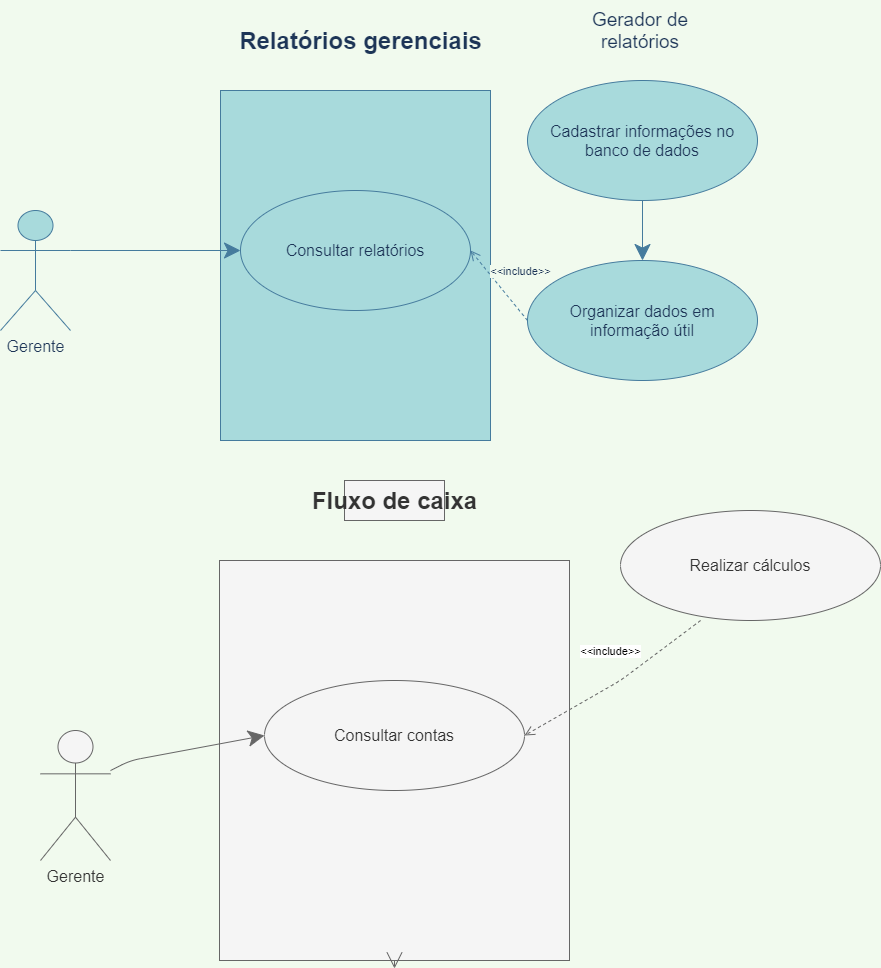 Gerador de
relatórios
Relatórios gerenciais
Cadastrar informações no
banco de dados
Consultar relatórios
<<include>>
Organizar dados em
informação útil
Gerente
Fluxo de caixa
Realizar cálculos
<<include>>
Consultar contas
Gerente